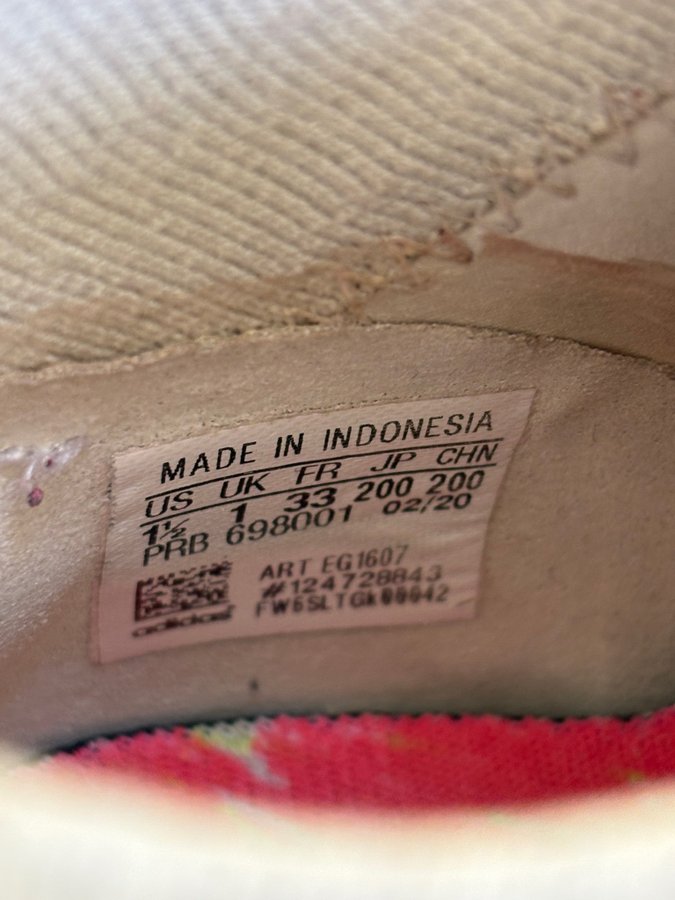 MADE IN INDONESIA
US UK FR JP CHN
1½ 1 33 200 200
PRB 698001 02/20
ART EG1607
#124728843
adidas